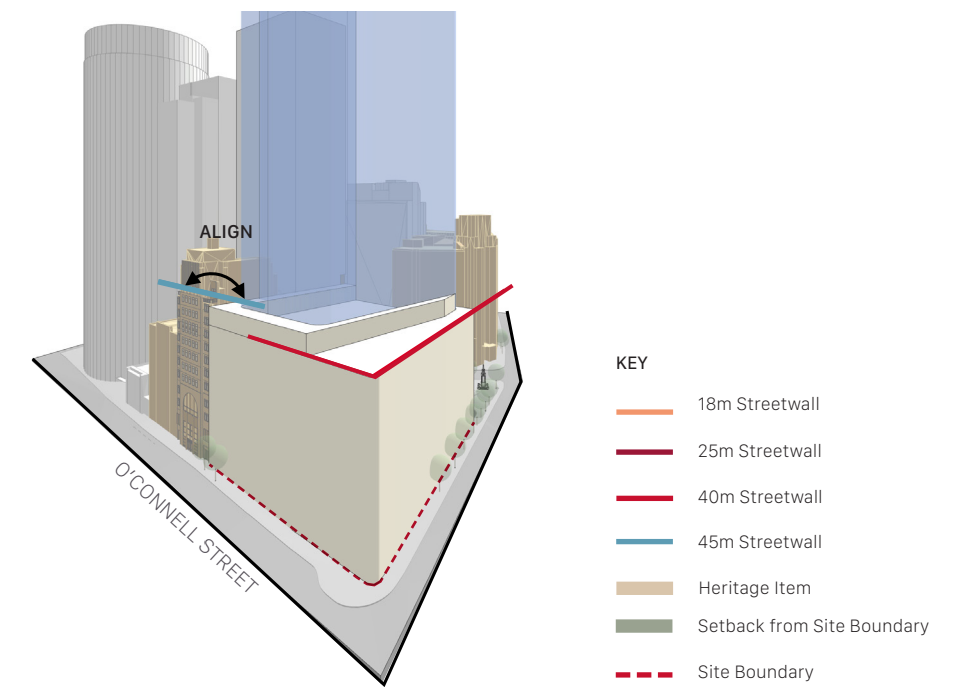 ALIGN
O'CONNELL STREET
KEY
18m Streetwall
25m Streetwall
40m Streetwall
45m Streetwall
Heritage Item
Setback from Site Boundary
Site Boundary